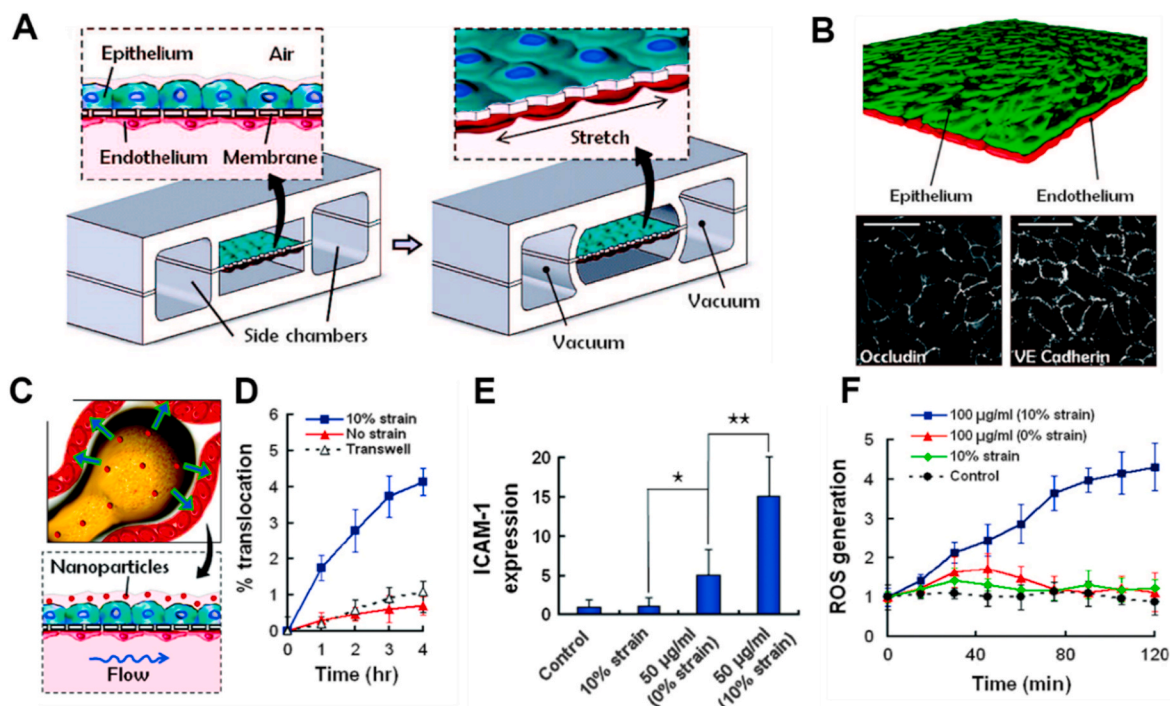 A
Epithelium
Air
Endothelium
Membrane
Stretch
Side chambers
Vacuum
Vacuum
B
Epithelium
Endothelium
Occludin
VE Cadherin
C
Nanoparticles
Flow
D
10% strain
No strain
Transwell
% translocation
6
5
4
3
2
1
0
0
1
2
3
4
Time (hr)
E
**
*
ICAM-1
expression
20
15
10
5
0
Control
10% strain
50 µg/ml
(0% strain)
50 µg/ml
(10% strain)
F
100 µg/ml (10% strain)
100 µg/ml (0% strain)
10% strain
Control
ROS generation
5
4
3
2
1
0
0
40
80
120
Time (min)